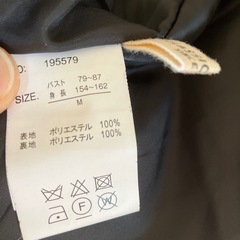 O: 195579
バスト 79~87
SIZE. 身長 154~162
M
表地 ポリエステル 100%
裏地 ポリエステル 100%